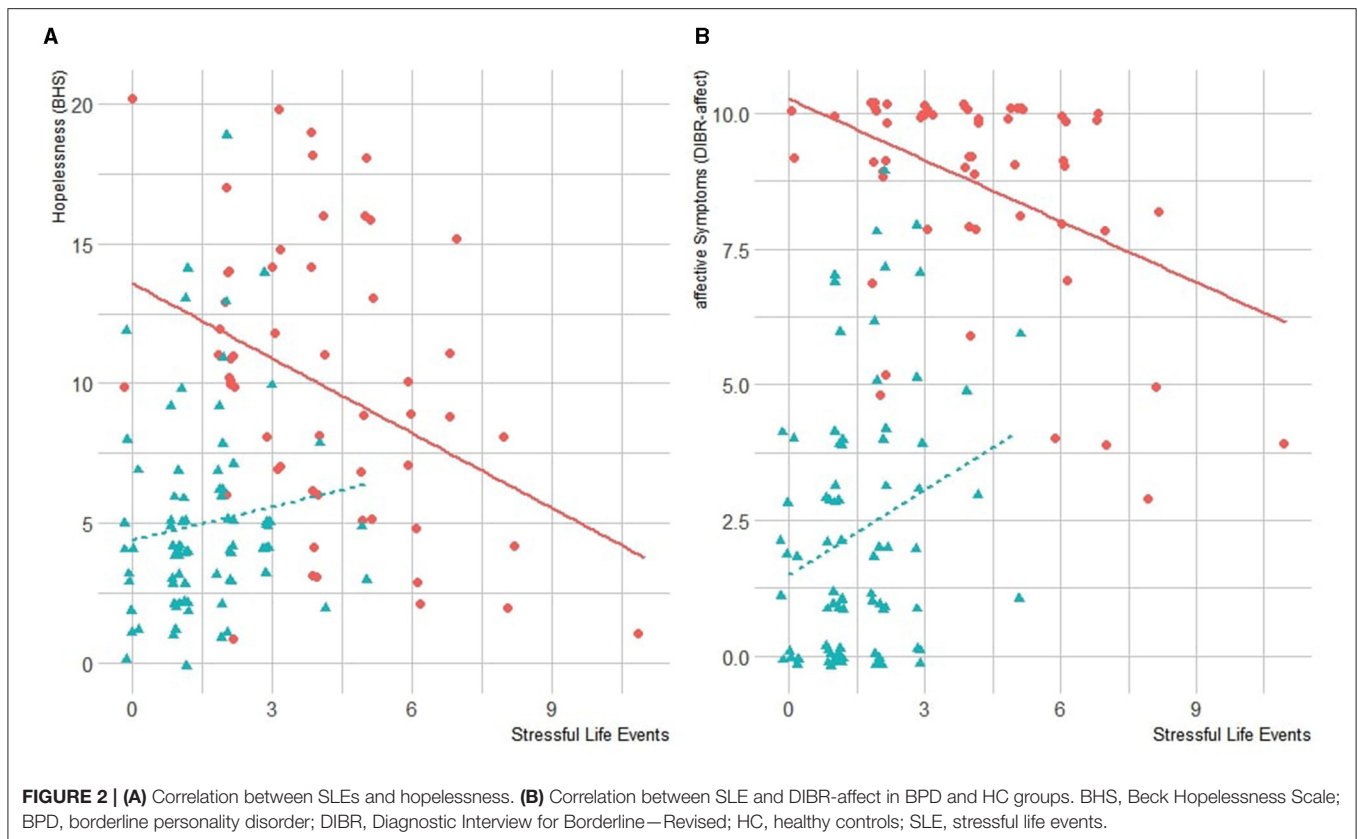 A
B
Hopelessness (BHS)
20
15
10
5
0
0 3 6 9
Stressful Life Events
affective Symptoms (DIBR-affect)
10.0
7.5
5.0
2.5
0.0
0 3 6 9
Stressful Life Events
FIGURE 2 | (A) Correlation between SLEs and hopelessness. (B) Correlation between SLE and DIBR-affect in BPD and HC groups. BHS, Beck Hopelessness Scale;
BPD, borderline personality disorder; DIBR, Diagnostic Interview for Borderline—Revised; HC, healthy controls; SLE, stressful life events.